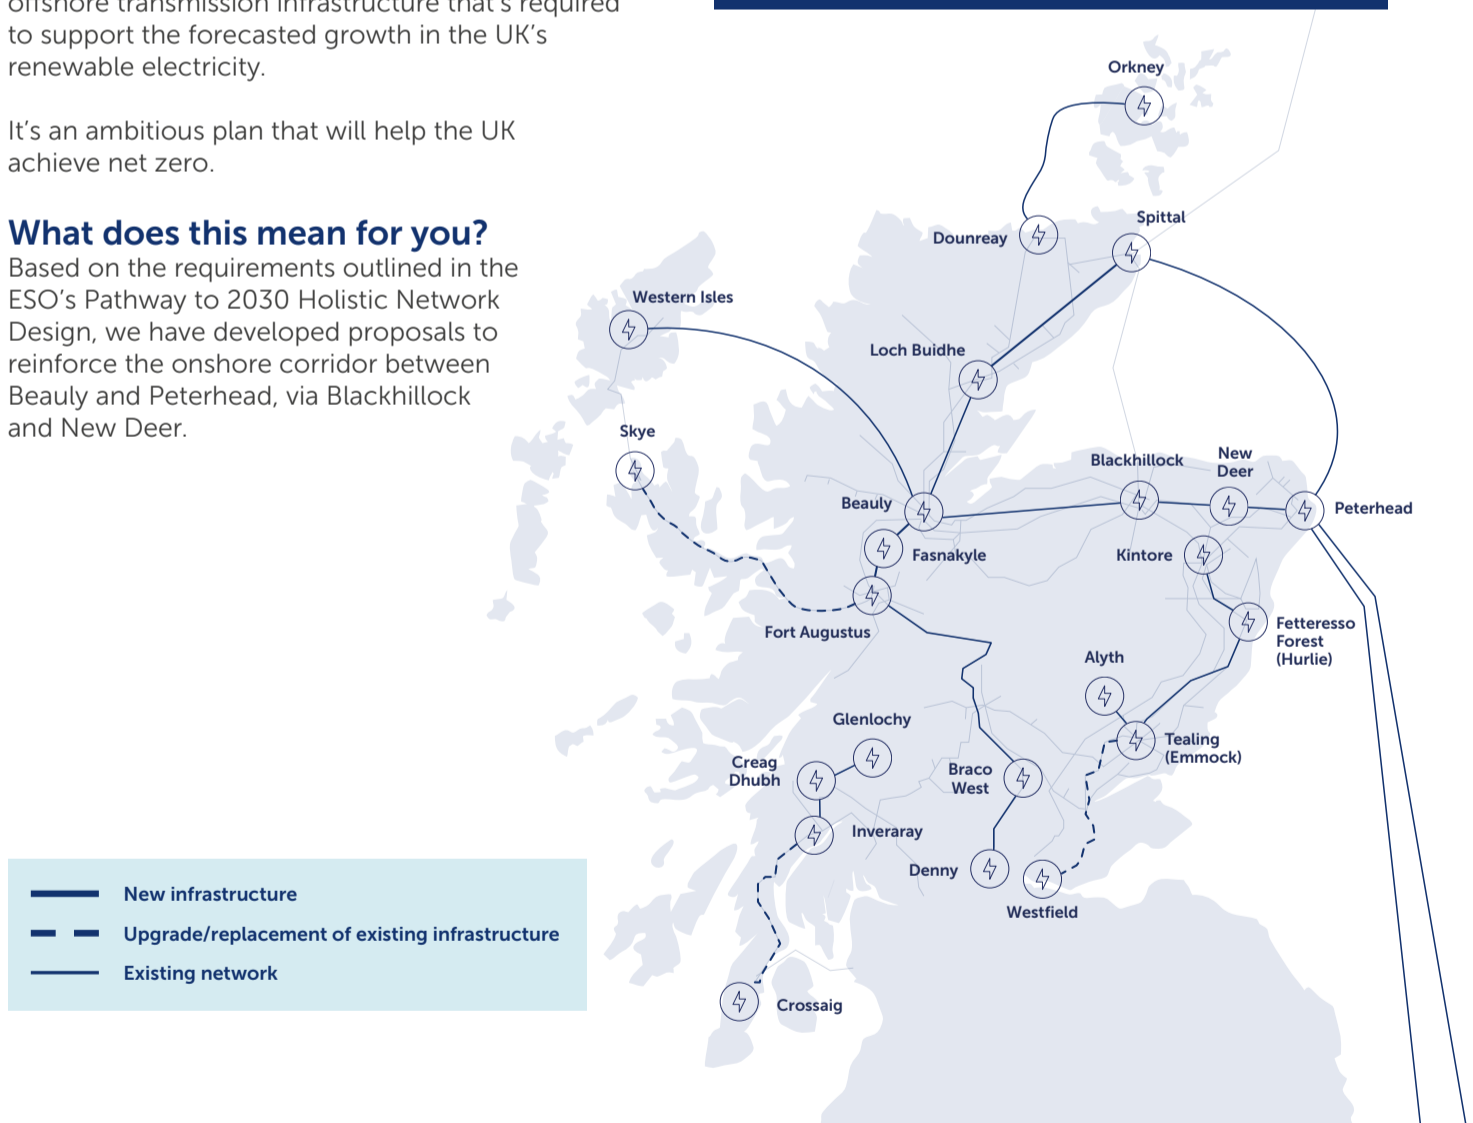 offshore transmission infrastructure that's required
to support the forecasted growth in the UK's
renewable electricity.
It's an ambitious plan that will help the UK
achieve net zero.
What does this mean for you?
Based on the requirements outlined in the
ESO's Pathway to 2030 Holistic Network
Design, we have developed proposals to
reinforce the onshore corridor between
Beauly and Peterhead, via Blackhillock
and New Deer.
New infrastructure
Upgrade/replacement of existing infrastructure
Existing network
Orkney
Spittal
Dounreay
Western Isles
Loch Buidhe
Skye
Blackhillock
New
Deer
Beauly
Peterhead
Fasnakyle
Kintore
Fort Augustus
Fetteresso
Forest
(Hurlie)
Alyth
Glenlochy
Tealing
(Emmock)
Creag
Dhubh
Braco
West
Inveraray
Denny
Westfield
Crossaig